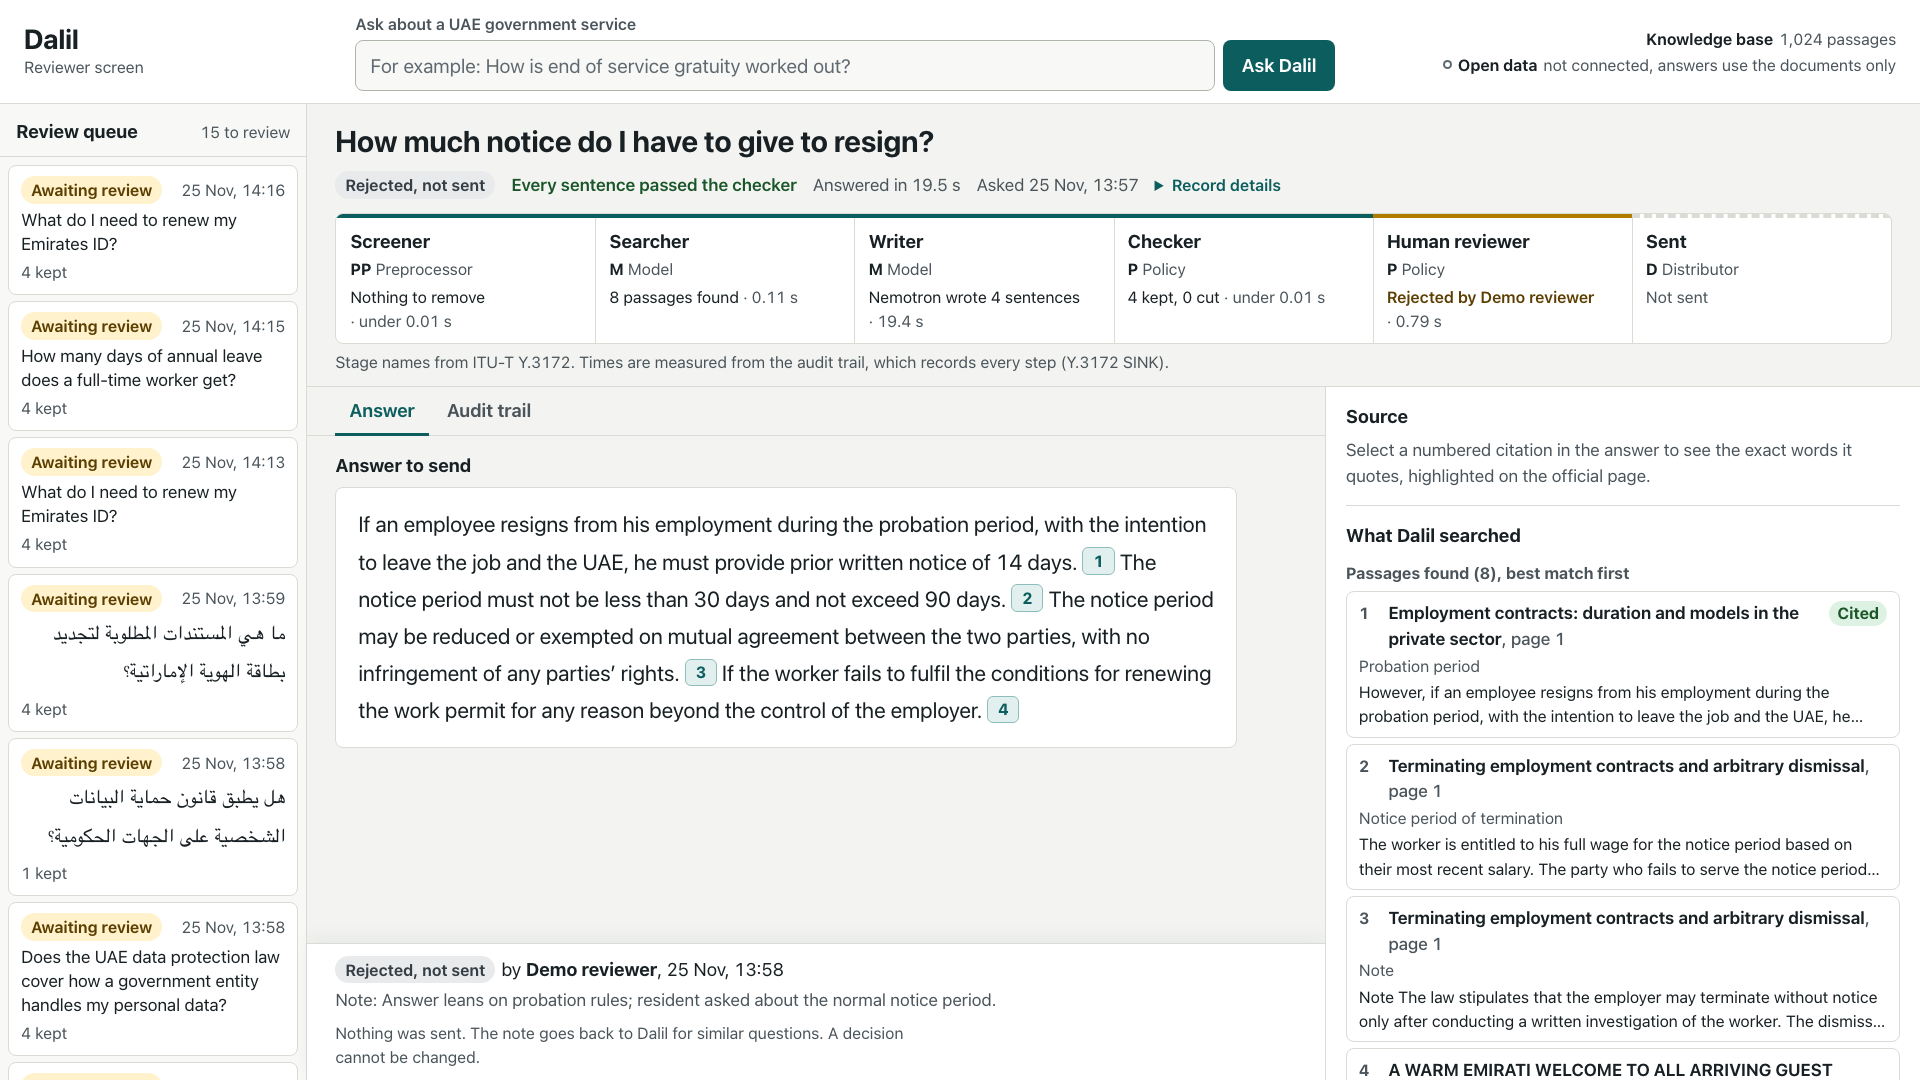 Dalil
Reviewer screen
Ask about a UAE government service
For example: How is end of service gratuity worked out?
Ask Dalil
Knowledge base 1,024 passages
Open data not connected, answers use the documents only
Review queue
15 to review
Awaiting review
25 Nov, 14:16
What do I need to renew my
Emirates ID?
4 kept
Awaiting review
25 Nov, 14:15
How many days of annual leave
does a full-time worker get?
4 kept
Awaiting review
25 Nov, 14:13
What do I need to renew my
Emirates ID?
4 kept
Awaiting review
25 Nov, 13:59
ما هي المستندات المطلوبة لتجديد
بطاقة الهوية الإماراتية؟
4 kept
Awaiting review
25 Nov, 13:58
هل يطبق قانون حماية البيانات
الشخصية على الجهات الحكومية؟
1 kept
Awaiting review
25 Nov, 13:58
Does the UAE data protection law
cover how a government entity
handles my personal data?
4 kept
How much notice do I have to give to resign?
Rejected, not sent
Every sentence passed the checker
Answered in 19.5 s
Asked 25 Nov, 13:57
Record details
Screener
PP Preprocessor
Nothing to remove
· under 0.01 s
Searcher
M Model
8 passages found · 0.11 s
Writer
M Model
Nemotron wrote 4 sentences
· 19.4 s
Checker
P Policy
4 kept, 0 cut · under 0.01 s
Human reviewer
P Policy
Rejected by Demo reviewer
· 0.79 s
Sent
D Distributor
Not sent
Stage names from ITU-T Y.3172. Times are measured from the audit trail, which records every step (Y.3172 SINK).
Answer
Audit trail
Answer to send
If an employee resigns from his employment during the probation period, with the intention
to leave the job and the UAE, he must provide prior written notice of 14 days. 1 The
notice period must not be less than 30 days and not exceed 90 days. 2 The notice period
may be reduced or exempted on mutual agreement between the two parties, with no
infringement of any parties’ rights. 3 If the worker fails to fulfil the conditions for renewing
the work permit for any reason beyond the control of the employer. 4
Rejected, not sent by Demo reviewer, 25 Nov, 13:58
Note: Answer leans on probation rules; resident asked about the normal notice period.
Nothing was sent. The note goes back to Dalil for similar questions. A decision
cannot be changed.
Source
Select a numbered citation in the answer to see the exact words it
quotes, highlighted on the official page.
What Dalil searched
Passages found (8), best match first
1 Employment contracts: duration and models in the
private sector, page 1
Cited
Probation period
However, if an employee resigns from his employment during the
probation period, with the intention to leave the job and the UAE, he...
2 Terminating employment contracts and arbitrary dismissal,
page 1
Notice period of termination
The worker is entitled to his full wage for the notice period based on
their most recent salary. The party who fails to serve the notice period...
3 Terminating employment contracts and arbitrary dismissal,
page 1
Note
Note The law stipulates that the employer may terminate without notice
only after conducting a written investigation of the worker. The dismiss...
4 A WARM EMIRATI WELCOME TO ALL ARRIVING GUEST